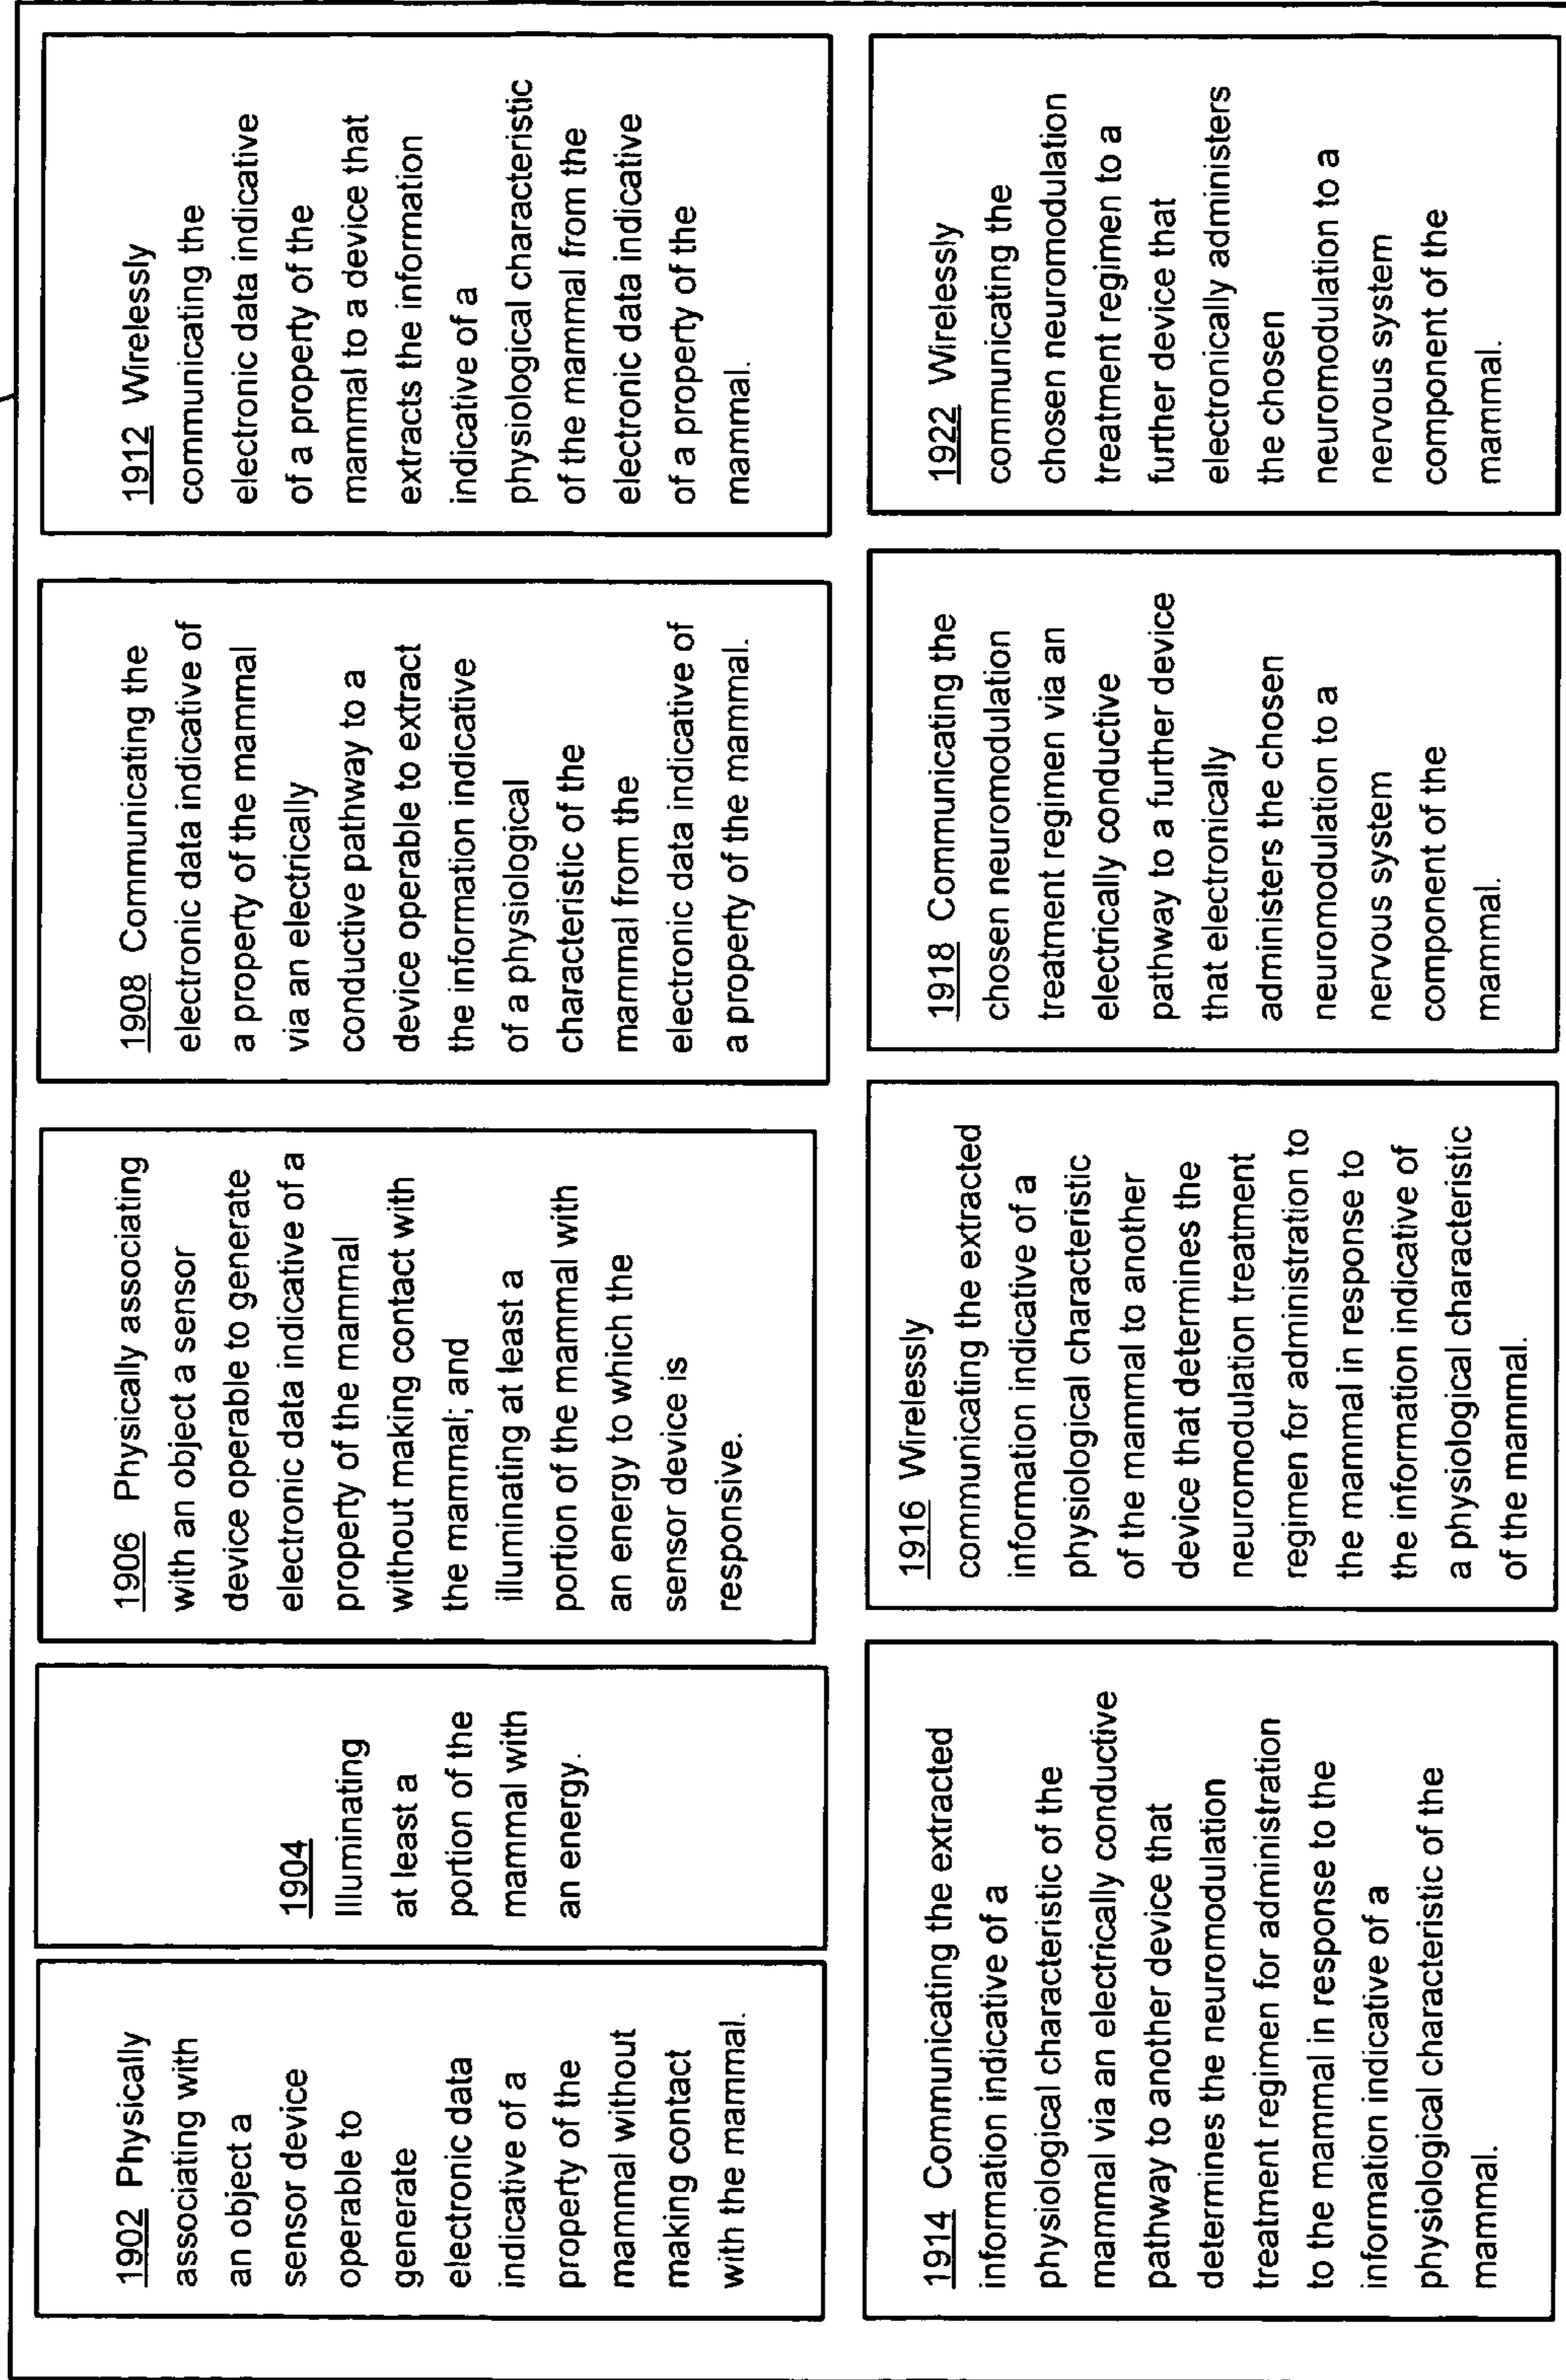 1902 Physically
associating with
an object a
sensor device
operable to
generate
electronic data
indicative of a
property of the
mammal without
making contact
with the mammal.
1904
Illuminating
at least a
portion of the
mammal with
an energy.
1906 Physically associating
with an object a sensor
device operable to generate
electronic data indicative of a
property of the mammal
without making contact with
the mammal; and
illuminating at least a
portion of the mammal with
an energy to which the
sensor device is
responsive.
1908 Communicating the
electronic data indicative of
a property of the mammal
via an electrically
conductive pathway to a
device operable to extract
the information indicative
of a physiological
characteristic of the
mammal from the
electronic data indicative of
a property of the mammal.
1912 Wirelessly
communicating the
electronic data indicative
of a property of the
mammal to a device that
extracts the information
indicative of a
physiological characteristic
of the mammal from the
electronic data indicative
of a property of the
mammal.
1914 Communicating the extracted
information indicative of a
physiological characteristic of the
mammal via an electrically conductive
pathway to another device that
determines the neuromodulation
treatment regimen for administration
to the mammal in response to the
information indicative of a
physiological characteristic of the
mammal.
1916 Wirelessly
communicating the extracted
information indicative of a
physiological characteristic
of the mammal to another
device that determines the
neuromodulation treatment
regimen for administration to
the mammal in response to
the information indicative of
a physiological characteristic
of the mammal.
1918 Communicating the
chosen neuromodulation
treatment regimen via an
electrically conductive
pathway to a further device
that electronically
administers the chosen
neuromodulation to a
nervous system
component of the
mammal.
1922 Wirelessly
communicating the
chosen neuromodulation
treatment regimen to a
further device that
electronically administers
the chosen
neuromodulation to a
nervous system
component of the
mammal.